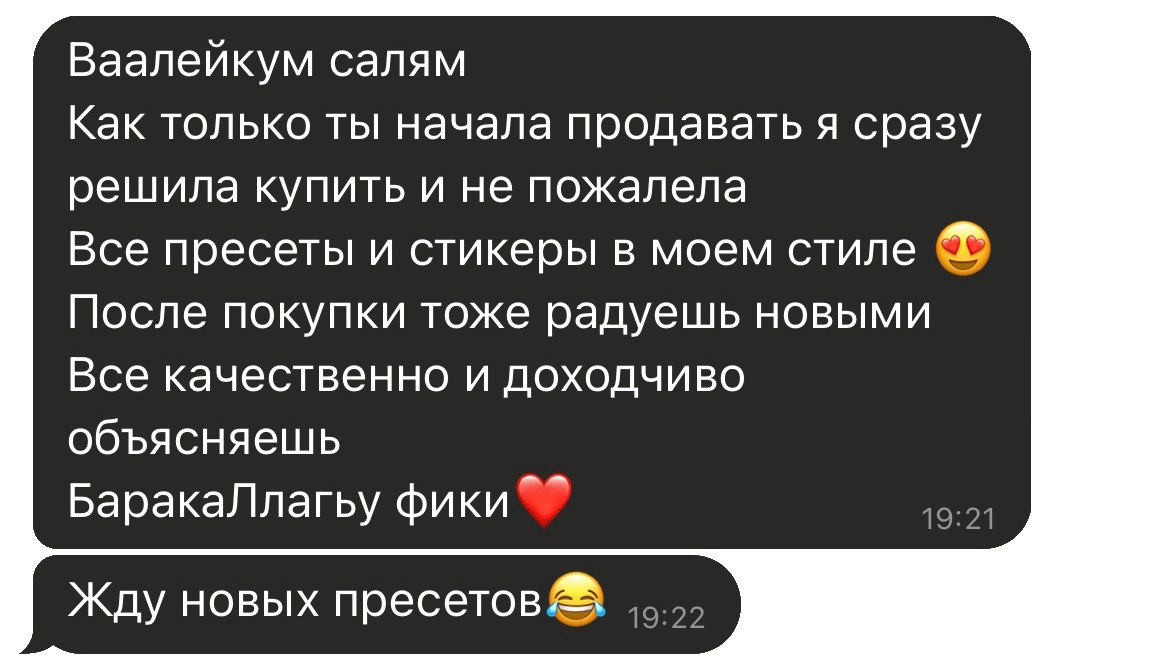 Ваалейкум салям
Как только ты начала продавать я сразу
решила купить и не пожалела
Все пресеты и стикеры в моем стиле 😍
После покупки тоже радуешь новыми
Все качественно и доходчиво
объясняешь
БаракаЛлагьу фики❤️
19:21
Жду новых пресетов😂
19:22